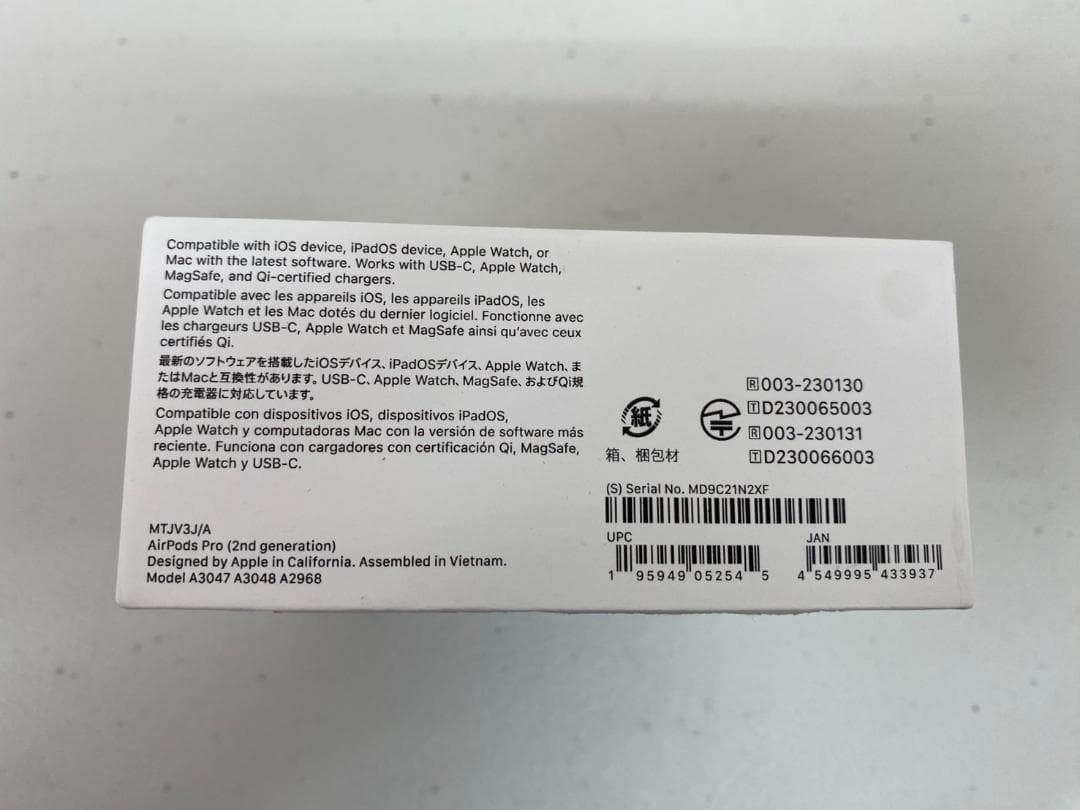 Compatible with iOS device, iPadOS device, Apple Watch, or
Mac with the latest software. Works with USB-C, Apple Watch,
MagSafe, and Qi-certified chargers.
Compatible avec les appareils iOS, les appareils iPadOS, les
Apple Watch et les Mac dotés du dernier logiciel. Fonctionne avec
les chargeurs USB-C, Apple Watch et MagSafe ainsi qu'avec ceux
certifiés Qi.
最新のソフトウェアを搭載したiOSデバイス、iPadOSデバイス、Apple Watch、ま
たはMacと互換性があります。USB-C、Apple Watch、MagSafe、およびQi規
格の充電器に対応しています。
Compatible con dispositivos iOS, dispositivos iPadOS,
Apple Watch y computadoras Mac con la versión de software más
reciente. Funciona con cargadores con certificación Qi, MagSafe,
Apple Watch y USB-C.
MTJV3J/A
AirPods Pro (2nd generation)
Designed by Apple in California. Assembled in Vietnam.
Model A3047 A3048 A2968
紙
箱、梱包材
R 003-230130
T D230065003
R 003-230131
T D230066003
(S) Serial No. MD9C21N2XF
UPC
1 95949 05254 5
JAN
4 549995 433937